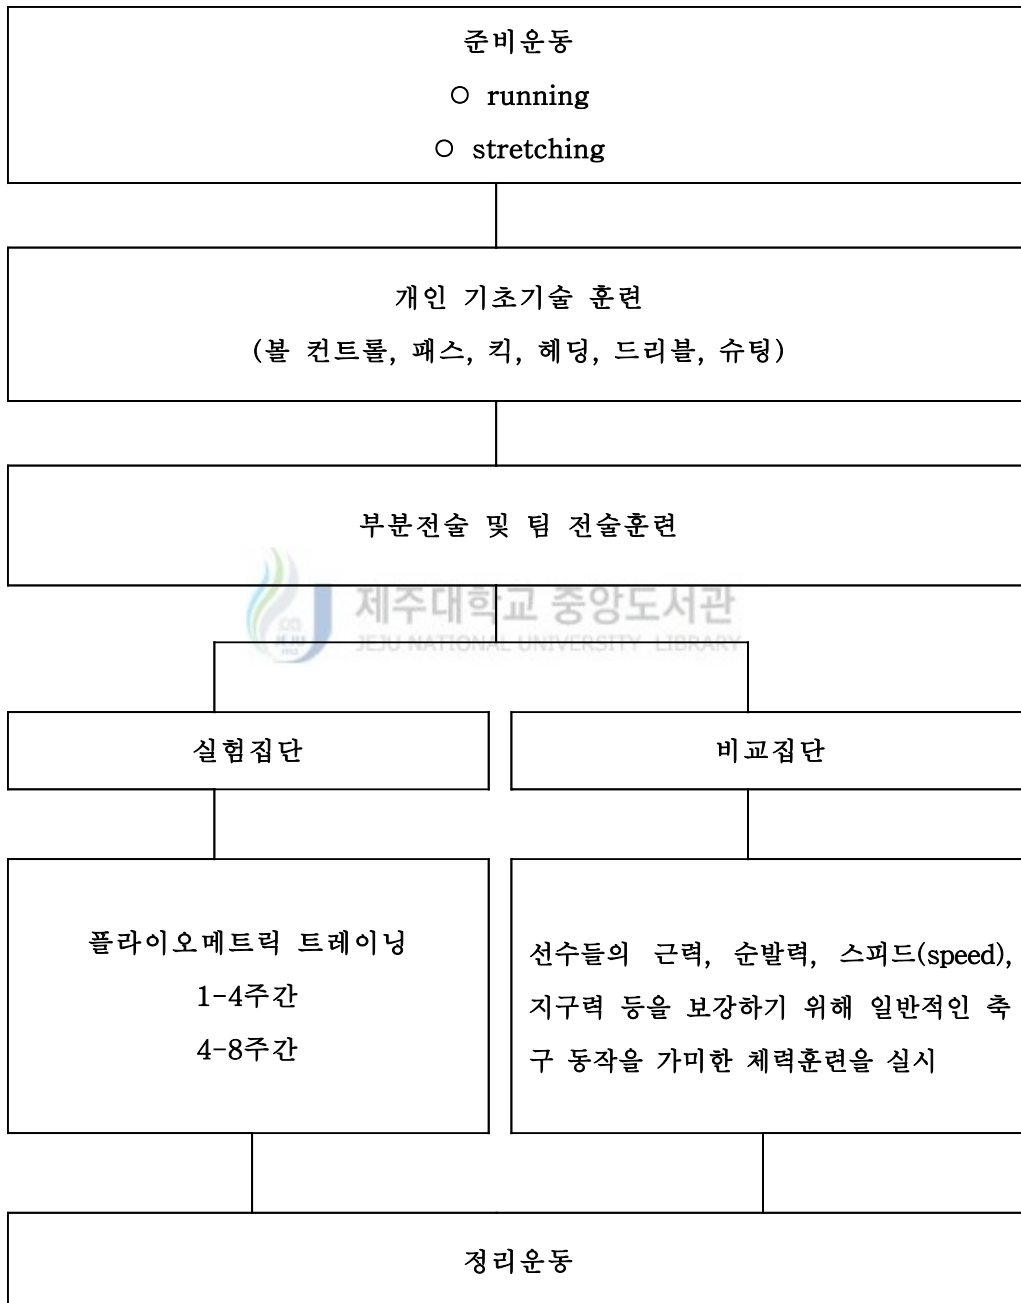 준비운동
○ running
○ stretching
개인 기초기술 훈련
(볼 컨트롤, 패스, 킥, 헤딩, 드리블, 슈팅)
부분전술 및 팀 전술훈련
제주대학교 중앙도서관
JEJU NATIONAL UNIVERSITY LIBRARY
실험집단
비교집단
플라이오메트릭 트레이닝
1-4주간
4-8주간
선수들의 근력, 순발력, 스피드(speed),
지구력 등을 보강하기 위해 일반적인 축
구 동작을 가미한 체력훈련을 실시
정리운동